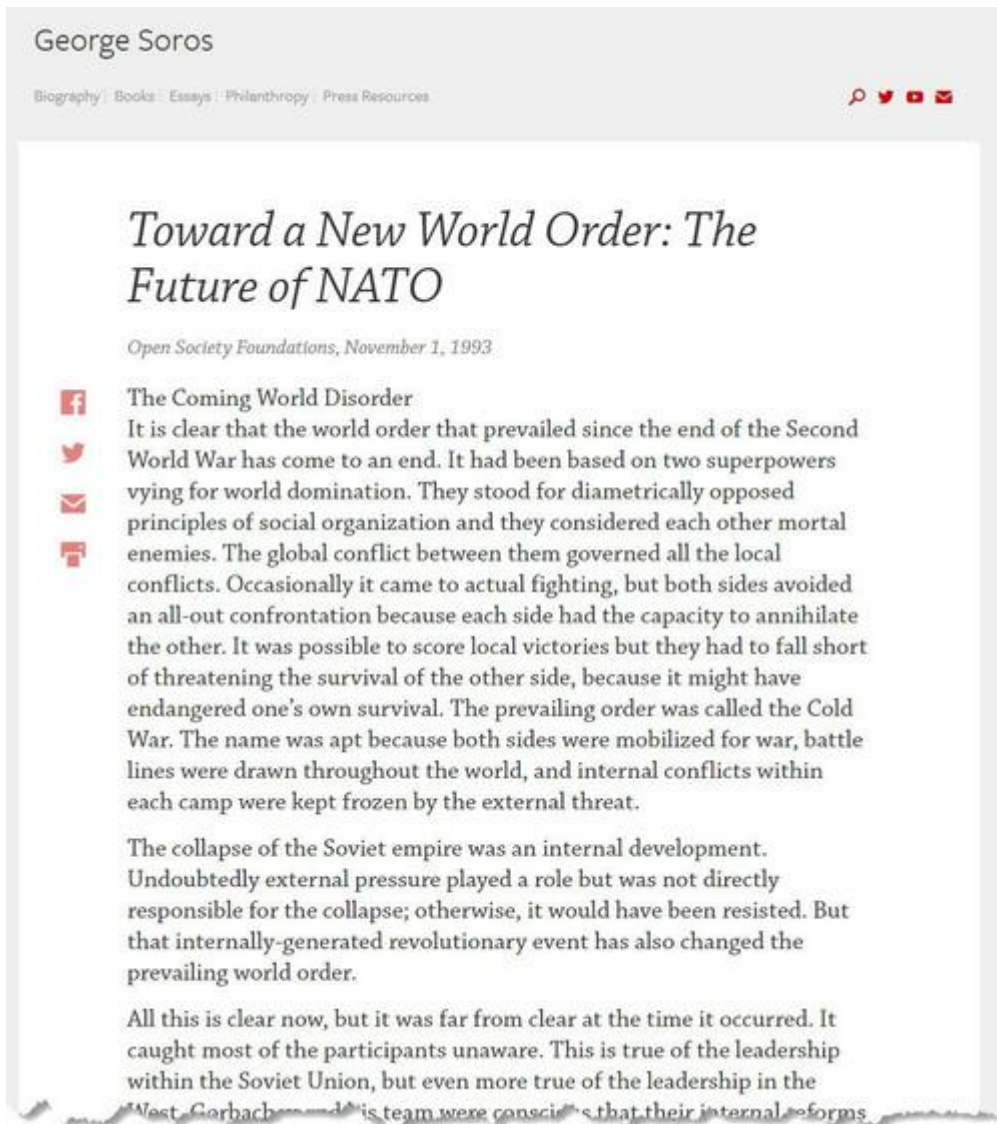 George Soros
Biography Books Essays Philanthropy Press Resources
Toward a New World Order: The
Future of NATO
Open Society Foundations, November 1, 1993
The Coming World Disorder
It is clear that the world order that prevailed since the end of the Second
World War has come to an end. It had been based on two superpowers
vying for world domination. They stood for diametrically opposed
principles of social organization and they considered each other mortal
enemies. The global conflict between them governed all the local
conflicts. Occasionally it came to actual fighting, but both sides avoided
an all-out confrontation because each side had the capacity to annihilate
the other. It was possible to score local victories but they had to fall short
of threatening the survival of the other side, because it might have
endangered one's own survival. The prevailing order was called the Cold
War. The name was apt because both sides were mobilized for war, battle
lines were drawn throughout the world, and internal conflicts within
each camp were kept frozen by the external threat.
The collapse of the Soviet empire was an internal development.
Undoubtedly external pressure played a role but was not directly
responsible for the collapse; otherwise, it would have been resisted. But
that internally-generated revolutionary event has also changed the
prevailing world order.
All this is clear now, but it was far from clear at the time it occurred. It
caught most of the participants unaware. This is true of the leadership
within the Soviet Union, but even more true of the leadership in the
West. team were that their internal reforms